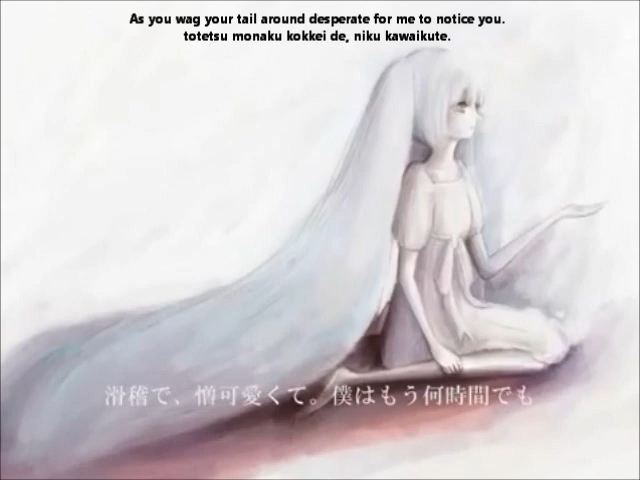 As you wag your tail around desperate for me to notice you.
totetsu monaku kokkei de, niku kawaikute.
滑稽で、憎可愛くて。僕はもう何時間でも